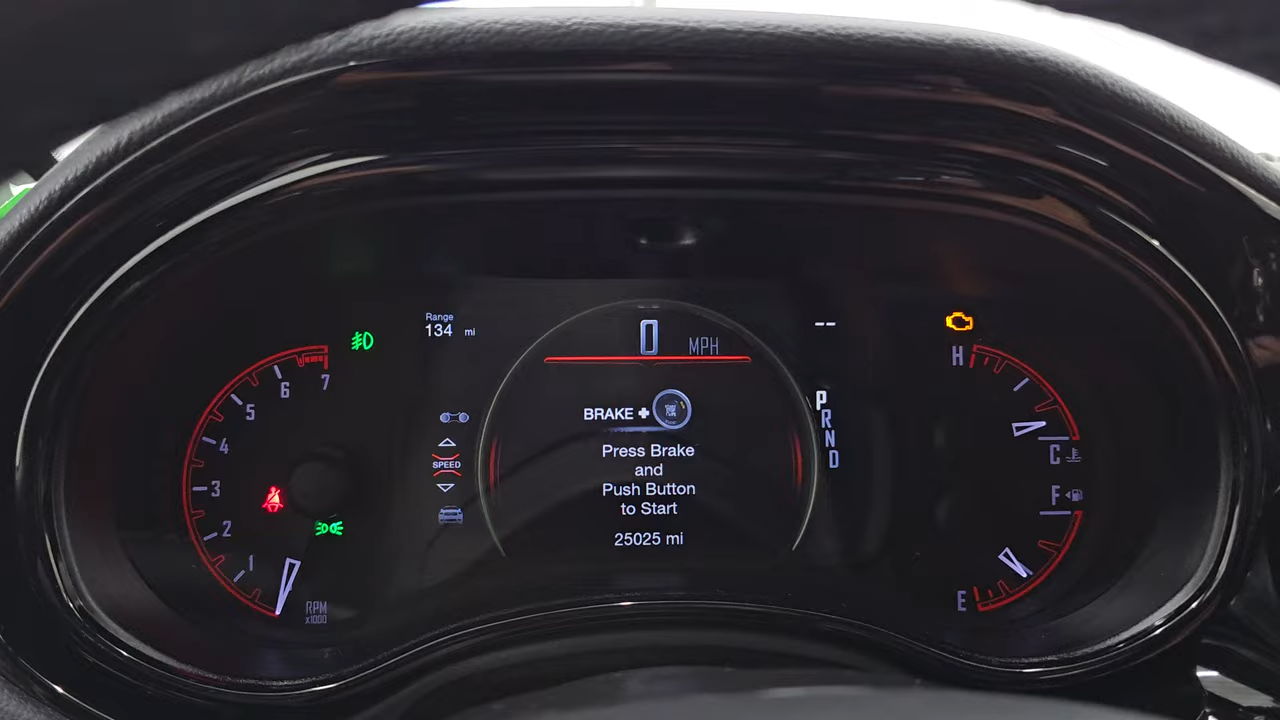 Range
134 mi
--
0 MPH
H
7
6
5
4
3
2
1
RPM
x1000
SPEED
BRAKE +
Press Brake
and
Push Button
to Start
25025 mi
P
R
N
D
C
F
E